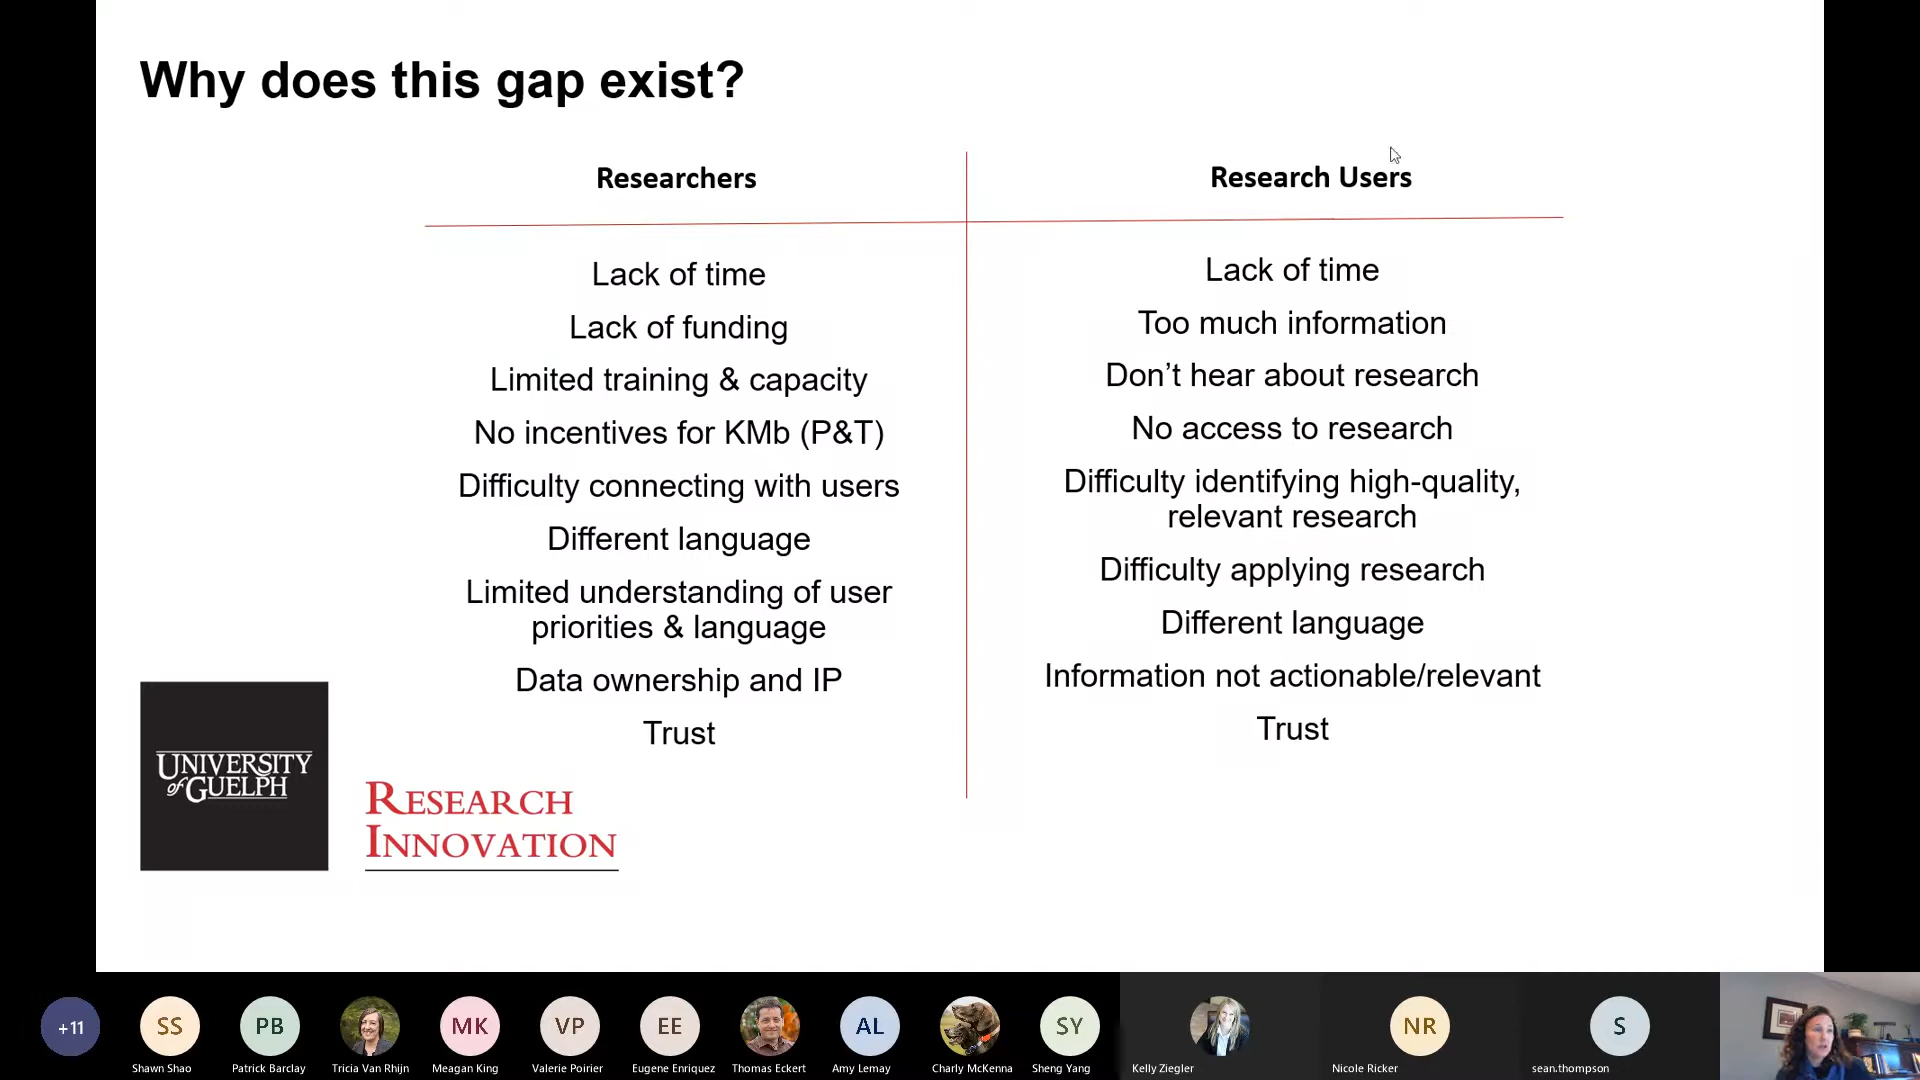 Why does this gap exist?
Researchers
Lack of time
Lack of funding
Limited training & capacity
No incentives for KMb (P&T)
Difficulty connecting with users
Different language
Limited understanding of user
priorities & language
Data ownership and IP
Trust
Research Users
Lack of time
Too much information
Don’t hear about research
No access to research
Difficulty identifying high-quality,
relevant research
Difficulty applying research
Different language
Information not actionable/relevant
Trust
UNIVERSITY
of GUELPH
RESEARCH
INNOVATION
+11 SS PB MK VP EE AL SY NR S
Shawn Shao Patrick Barclay Tricia Van Rhijn Meagan King Valerie Poirier Eugene Enriquez Thomas Eckert Amy Lemay Charly McKenna Sheng Yang Kelly Ziegler Nicole Ricker sean.thompson